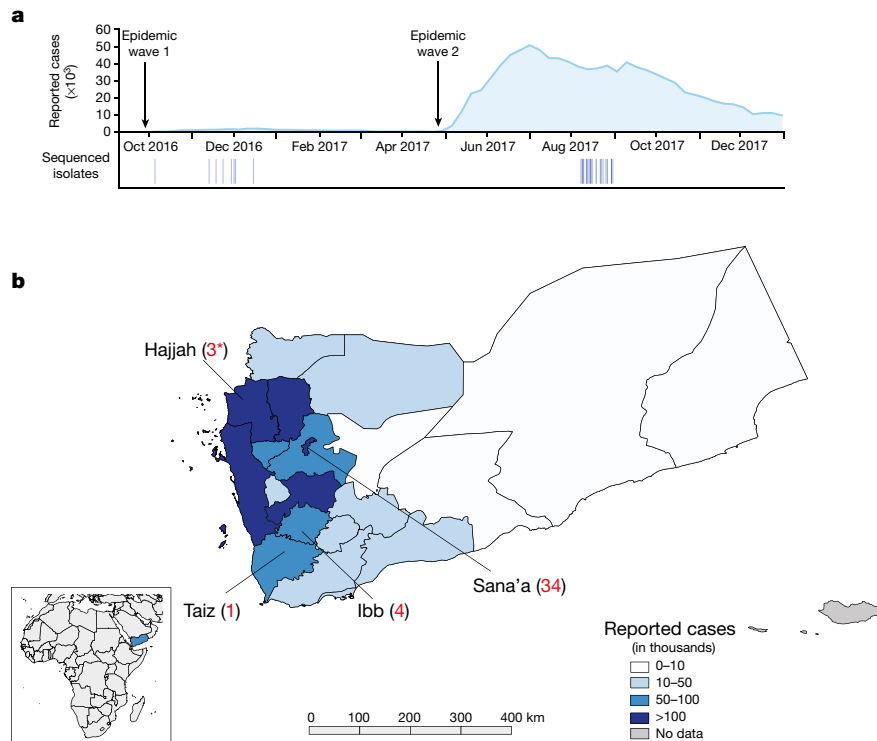 a
Reported cases
(×10³)
60
50
40
30
20
10
0
Epidemic
wave 1
Epidemic
wave 2
Oct 2016
Dec 2016
Feb 2017
Apr 2017
Jun 2017
Aug 2017
Oct 2017
Dec 2017
Sequenced
isolates
b
Hajjah (3*)
Sana’a (34)
Taiz (1)
Ibb (4)
Reported cases
(in thousands)
0–10
10–50
50–100
>100
No data
0 100 200 300 400 km